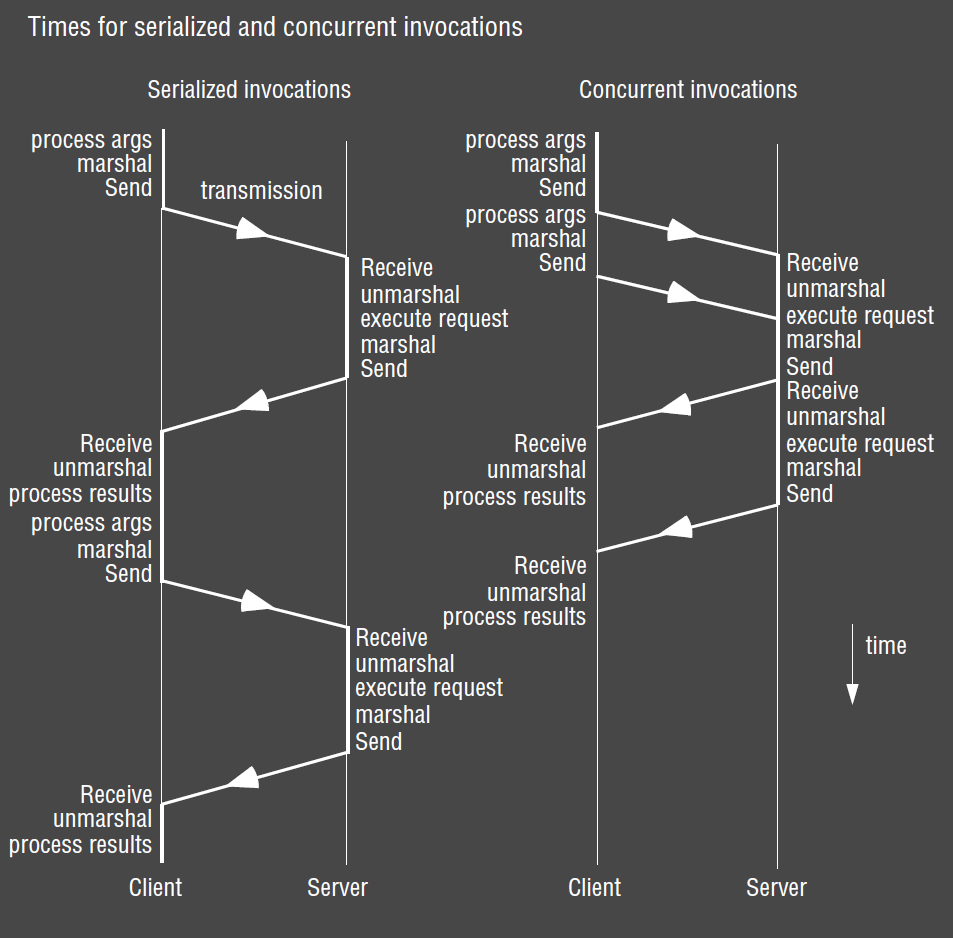 Times for serialized and concurrent invocations
Serialized invocations
process args
marshal
Send
transmission
Receive
unmarshal
execute request
marshal
Send
Receive
unmarshal
process results
process args
marshal
Send
Receive
unmarshal
execute request
marshal
Send
Receive
unmarshal
process results
Client
Server
Concurrent invocations
process args
marshal
Send
process args
marshal
Send
Receive
unmarshal
execute request
marshal
Send
Receive
unmarshal
execute request
marshal
Send
Receive
unmarshal
process results
Receive
unmarshal
process results
time
Client
Server